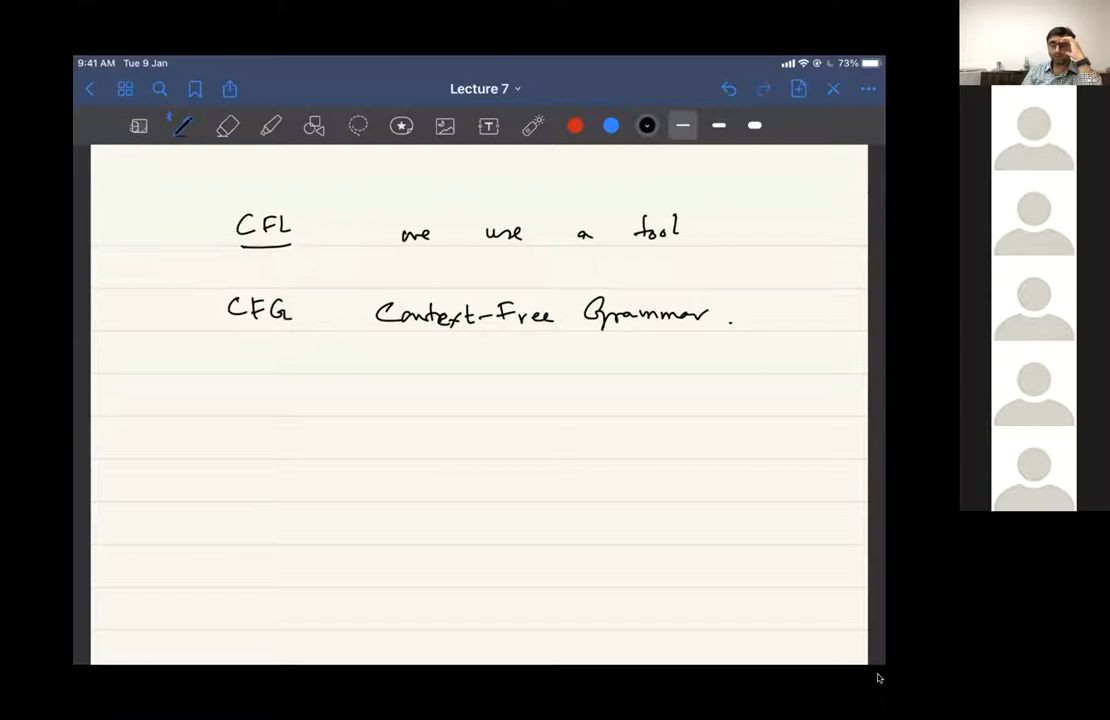 9:41 AM Tue 9 Jan 73%
Lecture 7
CFL we use a tool
CFG Context-Free Grammar.